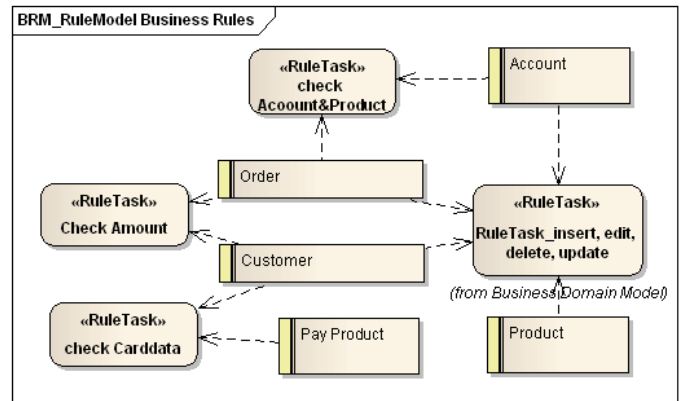 BRM_RuleModel Business Rules
«RuleTask»
check
Acoount&Product
Account
Order
«RuleTask»
Check Amount
«RuleTask»
RuleTask_insert, edit,
delete, update
(from Business Domain Model)
Customer
«RuleTask»
check Carddata
Pay Product
Product